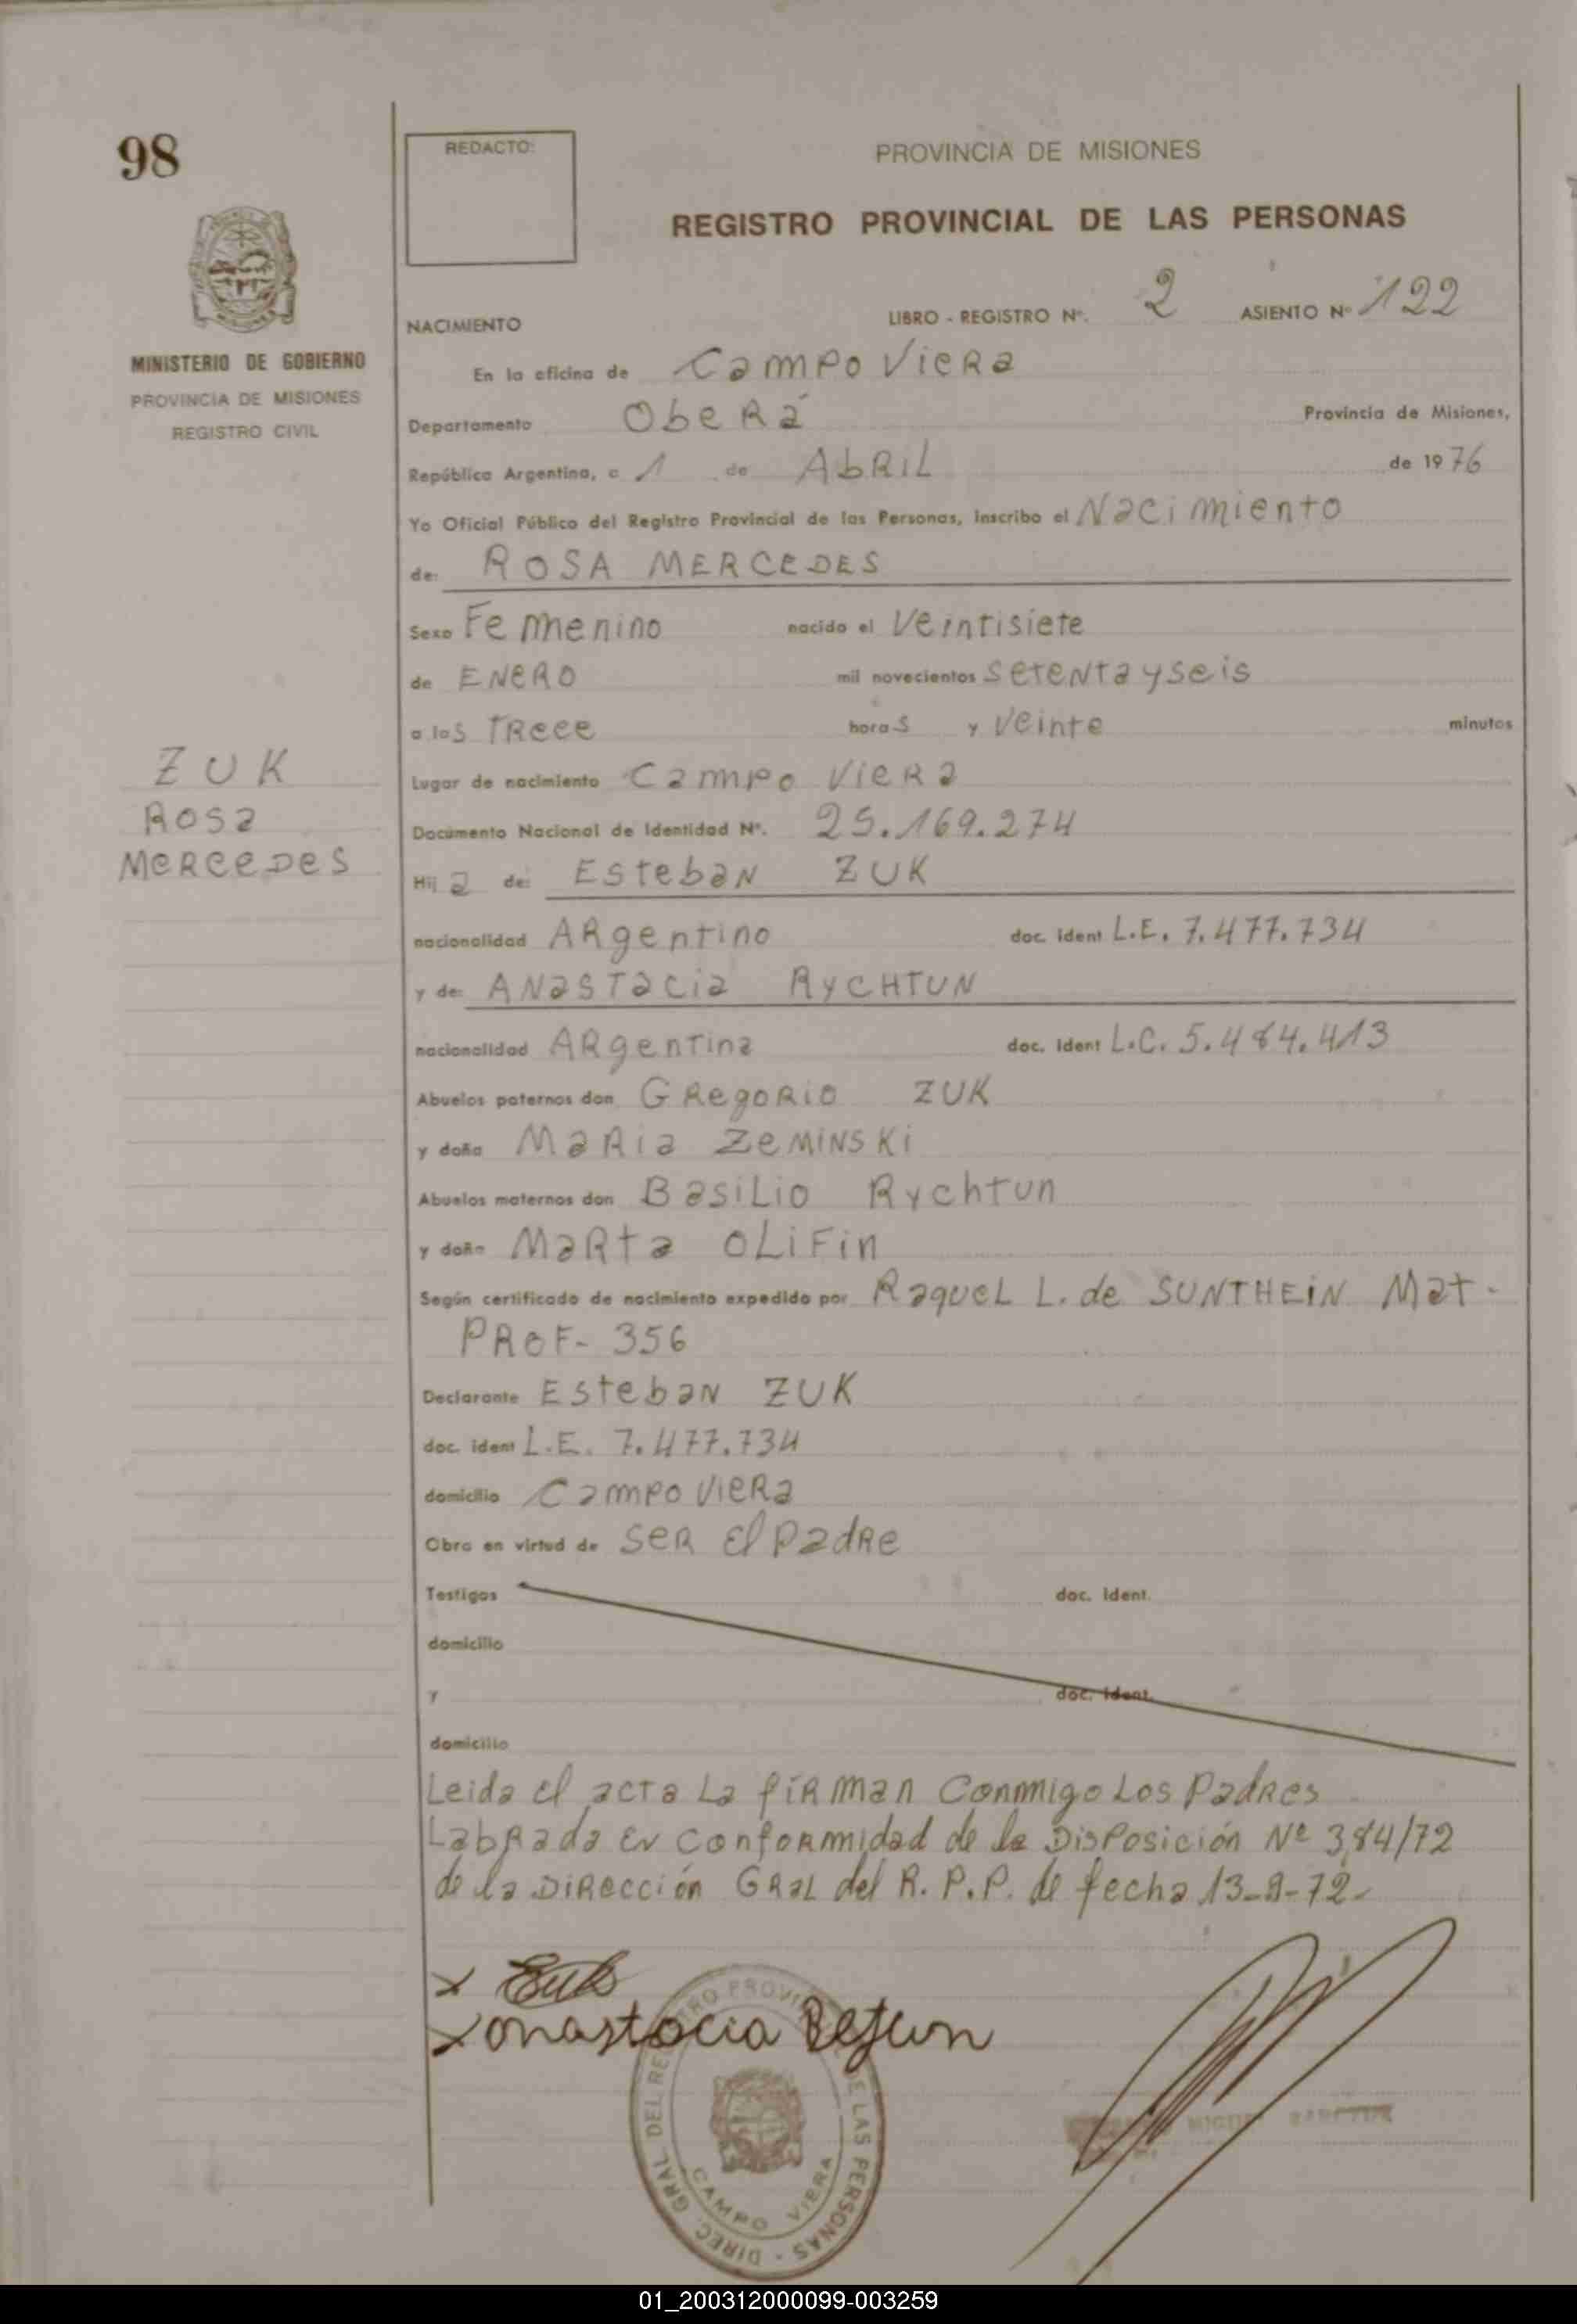 98
REDACTO:
PROVINCIA DE MISIONES
REGISTRO PROVINCIAL DE LAS PERSONAS
MINISTERIO DE GOBIERNO
PROVINCIA DE MISIONES
REGISTRO CIVIL
NACIMIENTO LIBRO - REGISTRO Nº. 2 ASIENTO Nº 122
En la oficina de Campo Viera
Departamento Oberá Provincia de Misiones,
República Argentina, a 1 de Abril de 1976
Yo Oficial Público del Registro Provincial de las Personas, inscribo el Nacimiento
de: ROSA MERCEDES
Sexo Femenino nacido el Veintisiete
de ENERO mil novecientos Setenta y seis
a las Trece horas y Veinte minutos
ZUK
Rosa
Mercedes
Lugar de nacimiento Campo Viera
Documento Nacional de Identidad Nº. 25.169.274
Hij a de: Esteban ZUK
nacionalidad Argentino doc. ident L.E. 7.477.734
y de: Anastacia RYCHTUN
nacionalidad Argentina doc. ident L.C. 5.484.413
Abuelos paternos don Gregorio ZUK
y doña Maria Zeminski
Abuelos maternos don Basilio Rychtun
y doña Marta Olifin
Según certificado de nacimiento expedido por Raquel L. de SUNTHEIN Mat.
PROF- 356
Declarante Esteban ZUK
doc. ident L.E. 7.477.734
domicilio Campo Viera
Obra en virtud de Ser el padre
Testigos doc. ident.
domicilio
y doc. ident.
domicilio
Leida el acta la firman Conmigo Los Padres
Labrada en conformidad de la Disposición Nº 384/72
de la Dirección Gral del R.P.P. de fecha 13-9-72-
x
x onastocia
DIREC. GRAL. DEL REGISTRO PROVINCIAL DE LAS PERSONAS
CAMPO VIERA
MIGUEL
01_200312000099-003259